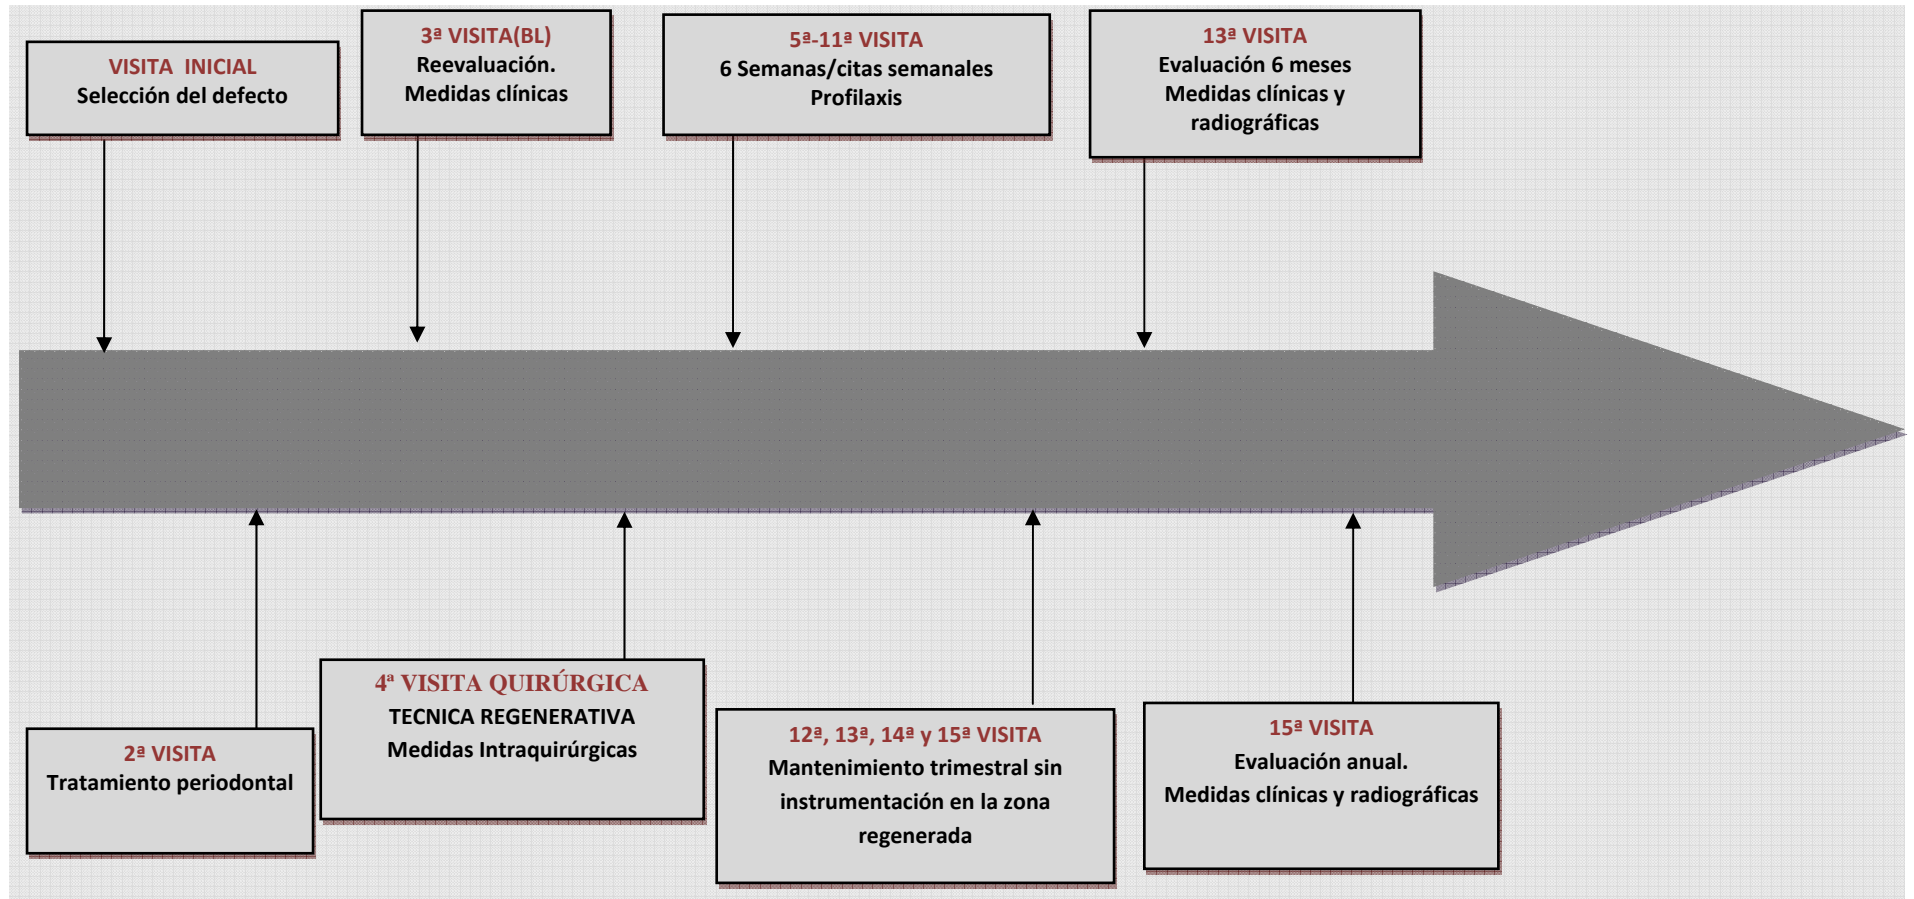 VISITA INICIAL
Selección del defecto
3ª VISITA(BL)
Reevaluación.
Medidas clínicas
5ª-11ª VISITA
6 Semanas/citas semanales
Profilaxis
13ª VISITA
Evaluación 6 meses
Medidas clínicas y
radiográficas
2ª VISITA
Tratamiento periodontal
4ª VISITA QUIRÚRGICA
TECNICA REGENERATIVA
Medidas Intraquirúrgicas
12ª, 13ª, 14ª y 15ª VISITA
Mantenimiento trimestral sin
instrumentación en la zona
regenerada
15ª VISITA
Evaluación anual.
Medidas clínicas y radiográficas